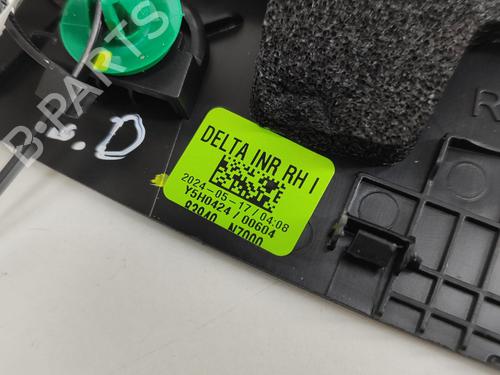 B-PARTS
D
R
DELTA INR RH I
2024-05-17/04:08
Y5H0424/00604
83940 N7000